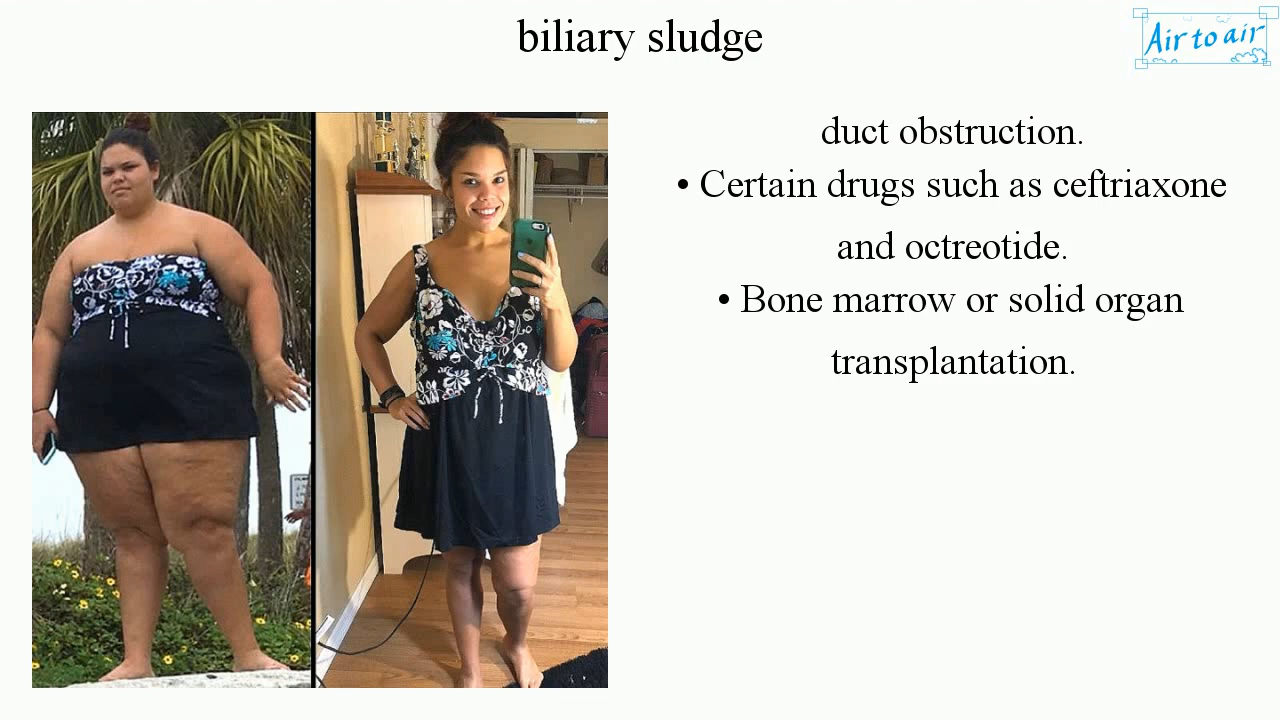 biliary sludge
Air to air
duct obstruction.
• Certain drugs such as ceftriaxone
and octreotide.
• Bone marrow or solid organ
transplantation.